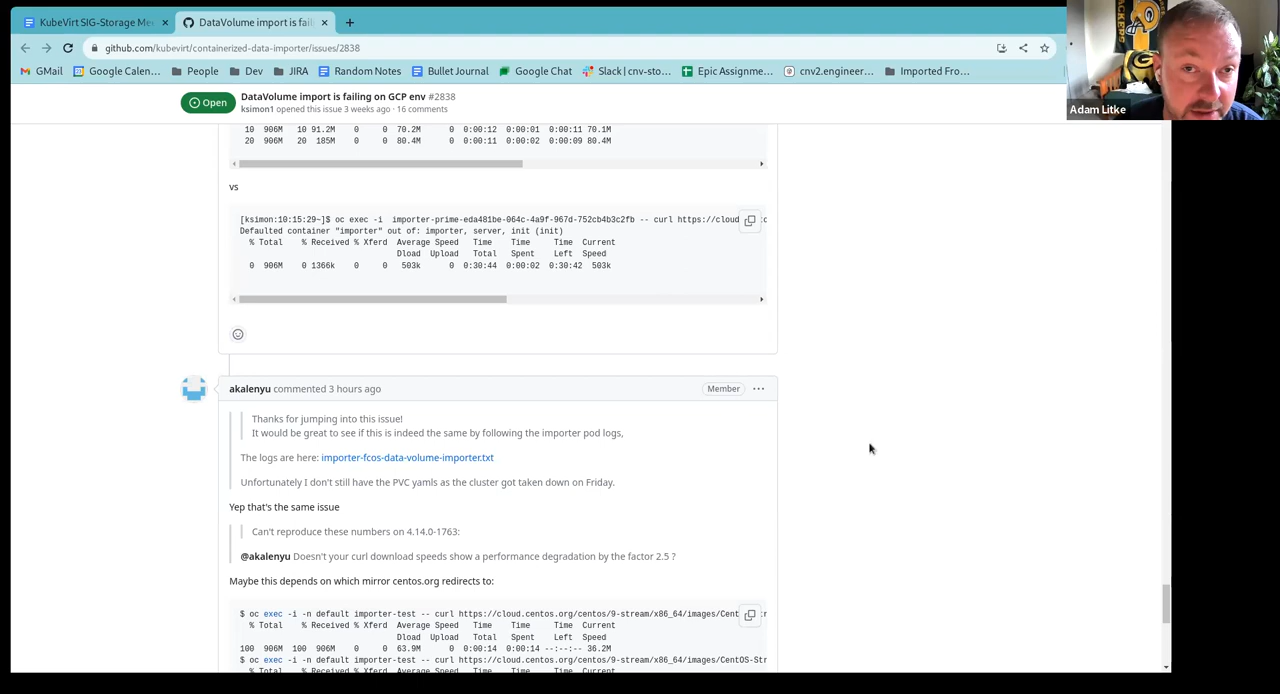 KubeVirt SIG-Storage Me
DataVolume import is fail
github.com/kubevirt/containerized-data-importer/issues/2838
GMail
Google Calen…
People
Dev
JIRA
Random Notes
Bullet Journal
Google Chat
Slack | cnv-sto…
Epic Assignme…
cnv2.engineer…
Imported Fro…
PACKERS
Adam Litke
Open
DataVolume import is failing on GCP env #2838
ksimon1 opened this issue 3 weeks ago · 16 comments
10 906M 10 91.2M 0 0 70.2M 0 0:00:12 0:00:01 0:00:11 70.1M
20 906M 20 185M 0 0 80.4M 0 0:00:11 0:00:02 0:00:09 80.4M
vs
[ksimon:10:15:29~]$ oc exec -i importer-prime-eda481be-064c-4a9f-967d-752cb4b3c2fb -- curl https://cloud
Defaulted container "importer" out of: importer, server, init (init)
% Total % Received % Xferd Average Speed Time Time Time Current
Dload Upload Total Spent Left Speed
0 906M 0 1366k 0 0 503k 0 0:30:44 0:00:02 0:30:42 503k
akalenyu commented 3 hours ago
Member
Thanks for jumping into this issue!
It would be great to see if this is indeed the same by following the importer pod logs,
The logs are here: importer-fcos-data-volume-importer.txt
Unfortunately I don't still have the PVC yamls as the cluster got taken down on Friday.
Yep that's the same issue
Can't reproduce these numbers on 4.14.0-1763:
@akalenyu Doesn't your curl download speeds show a performance degradation by the factor 2.5 ?
Maybe this depends on which mirror centos.org redirects to:
$ oc exec -i -n default importer-test -- curl https://cloud.centos.org/centos/9-stream/x86_64/images/Cent
% Total % Received % Xferd Average Speed Time Time Time Current
Dload Upload Total Spent Left Speed
100 906M 100 906M 0 0 63.9M 0 0:00:14 0:00:14 --:--:-- 36.2M
$ oc exec -i -n default importer-test -- curl https://cloud.centos.org/centos/9-stream/x86_64/images/CentOS-Str
% Total % Received % Xferd Average Speed Time Time Time Current